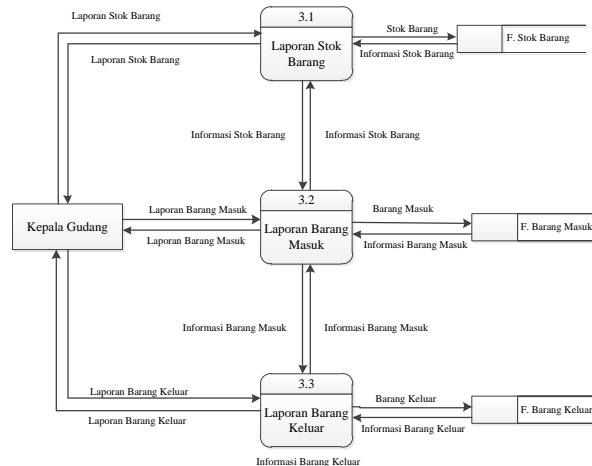 Laporan Stok Barang
3.1
Stok Barang
F. Stok Barang
Laporan Stok
Barang
Laporan Stok Barang
Informasi Stok Barang
Informasi Stok Barang
Informasi Stok Barang
3.2
Laporan Barang Masuk
Barang Masuk
Kepala Gudang
Laporan Barang
Masuk
F. Barang Masuk
Laporan Barang Masuk
Informasi Barang Masuk
Informasi Barang Masuk
Informasi Barang Masuk
3.3
Laporan Barang Keluar
Barang Keluar
Laporan Barang
Keluar
F. Barang Keluar
Laporan Barang Keluar
Informasi Barang Keluar
Informasi Barang Keluar